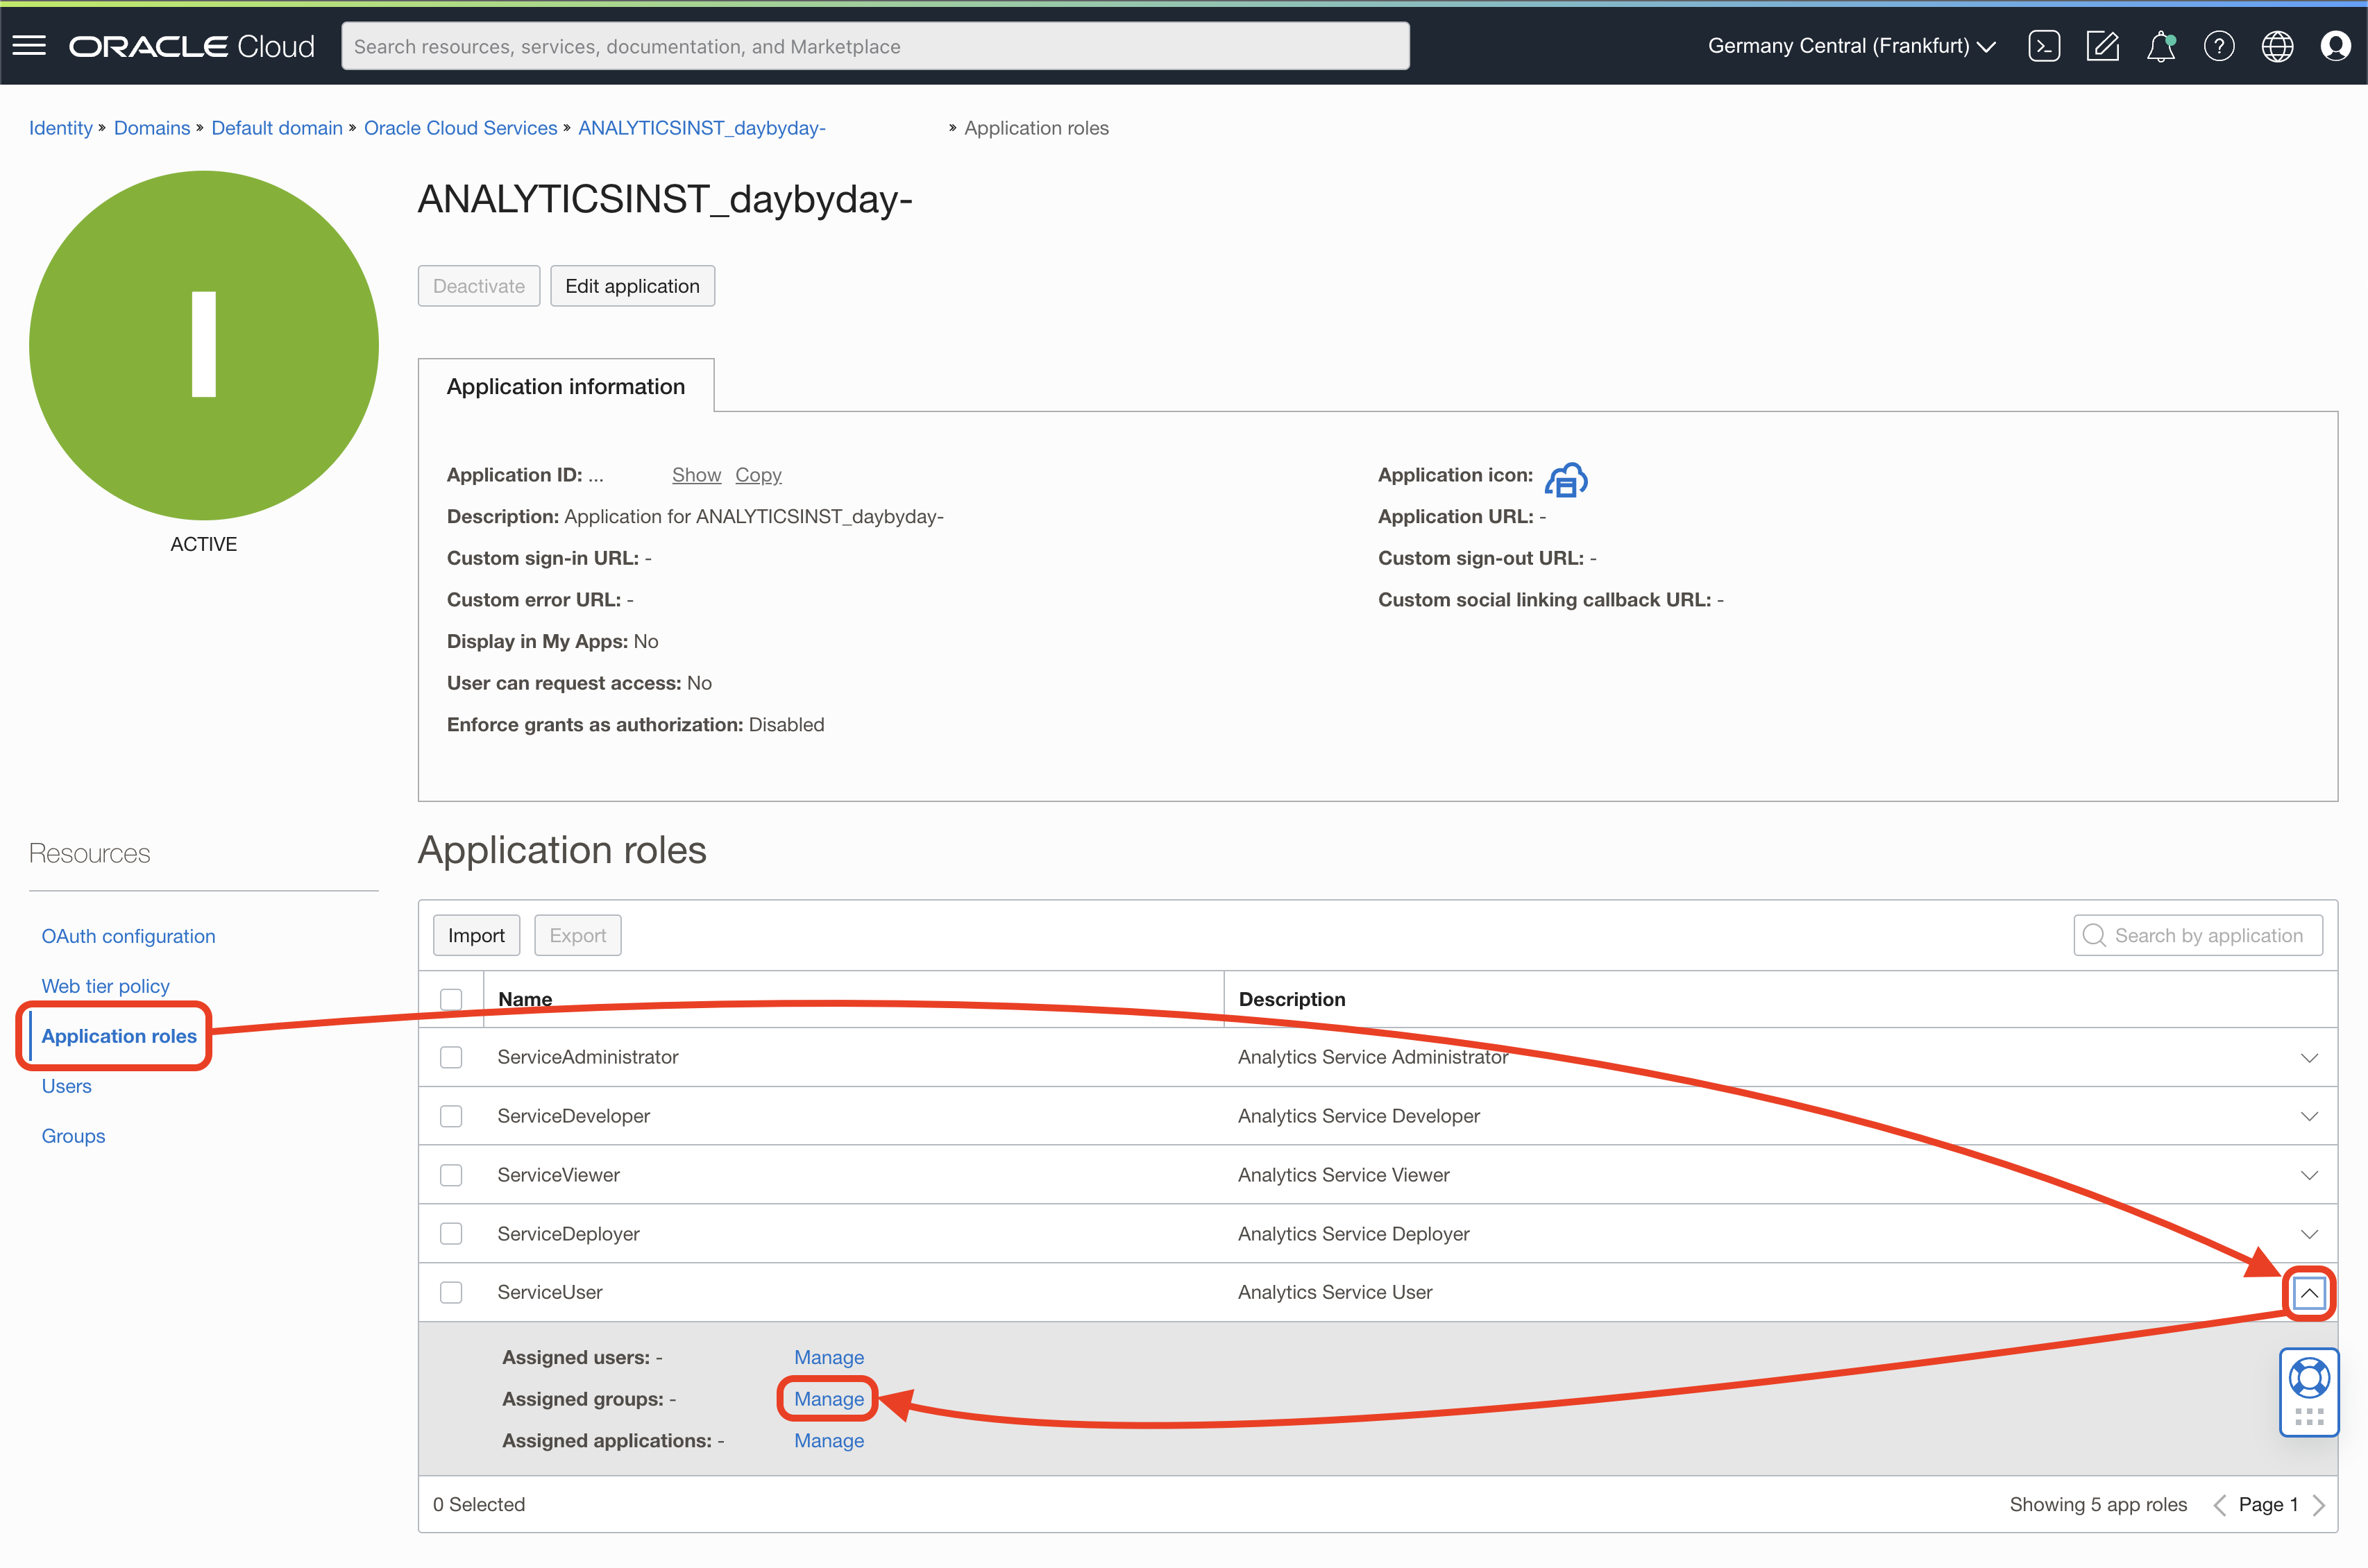 ORACLE Cloud
Search resources, services, documentation, and Marketplace
Germany Central (Frankfurt)
Identity » Domains » Default domain » Oracle Cloud Services » ANALYTICSINST_daybyday- » Application roles
I
ACTIVE
ANALYTICSINST_daybyday-
Deactivate Edit application
Application information
Application ID: ... Show Copy
Description: Application for ANALYTICSINST_daybyday-
Custom sign-in URL: -
Custom error URL: -
Display in My Apps: No
User can request access: No
Enforce grants as authorization: Disabled
Application icon:
Application URL: -
Custom sign-out URL: -
Custom social linking callback URL: -
Resources
OAuth configuration
Web tier policy
Application roles
Users
Groups
Application roles
Import Export Search by application
Name Description
ServiceAdministrator Analytics Service Administrator
ServiceDeveloper Analytics Service Developer
ServiceViewer Analytics Service Viewer
ServiceDeployer Analytics Service Deployer
ServiceUser Analytics Service User
Assigned users: - Manage
Assigned groups: - Manage
Assigned applications: - Manage
0 Selected Showing 5 app roles Page 1